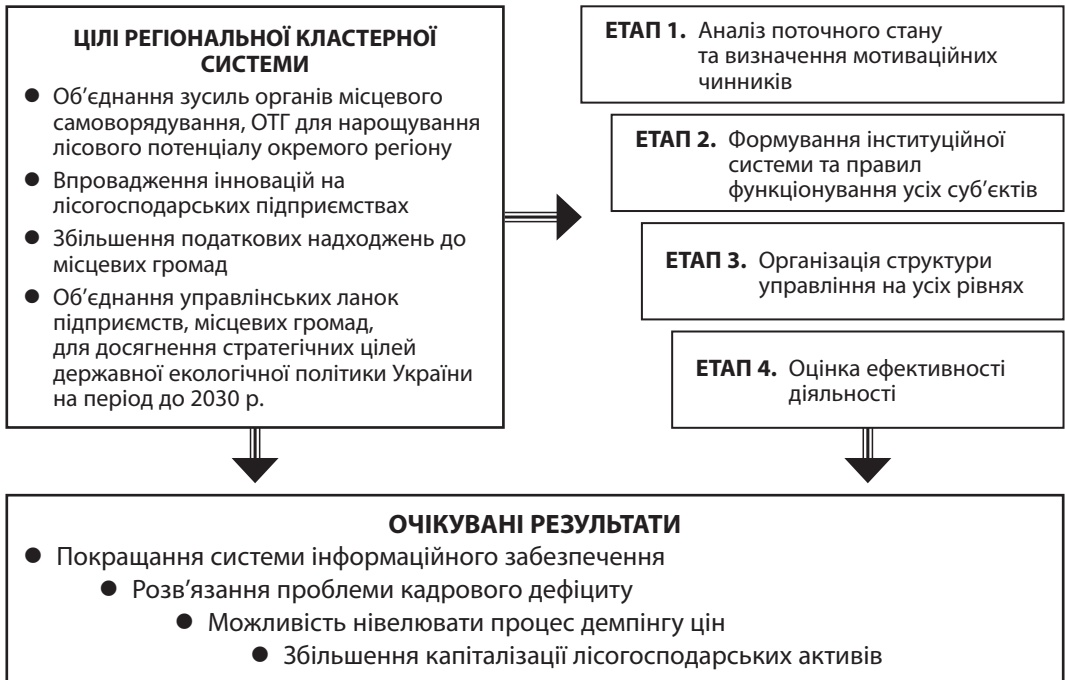 ЦІЛІ РЕГІОНАЛЬНОЇ КЛАСТЕРНОЇ
СИСТЕМИ
● Об’єднання зусиль органів місцевого
самоворядування, ОТГ для нарощування
лісового потенціалу окремого регіону
● Впровадження інновацій на
лісогосподарських підприємствах
● Збільшення податкових надходжень до
місцевих громад
● Об’єднання управлінських ланок
підприємств, місцевих громад,
для досягнення стратегічних цілей
державної екологічної політики України
на період до 2030 р.
ЕТАП 1. Аналіз поточного стану
та визначення мотиваційних
чинників
ЕТАП 2. Формування інституційної
системи та правил
функціонування усіх суб’єктів
ЕТАП 3. Організація структури
управління на усіх рівнях
ЕТАП 4. Оцінка ефективності
діяльності
ОЧІКУВАНІ РЕЗУЛЬТАТИ
● Покращання системи інформаційного забезпечення
● Розв'язання проблеми кадрового дефіциту
● Можливість нівелювати процес демпінгу цін
● Збільшення капіталізації лісогосподарських активів